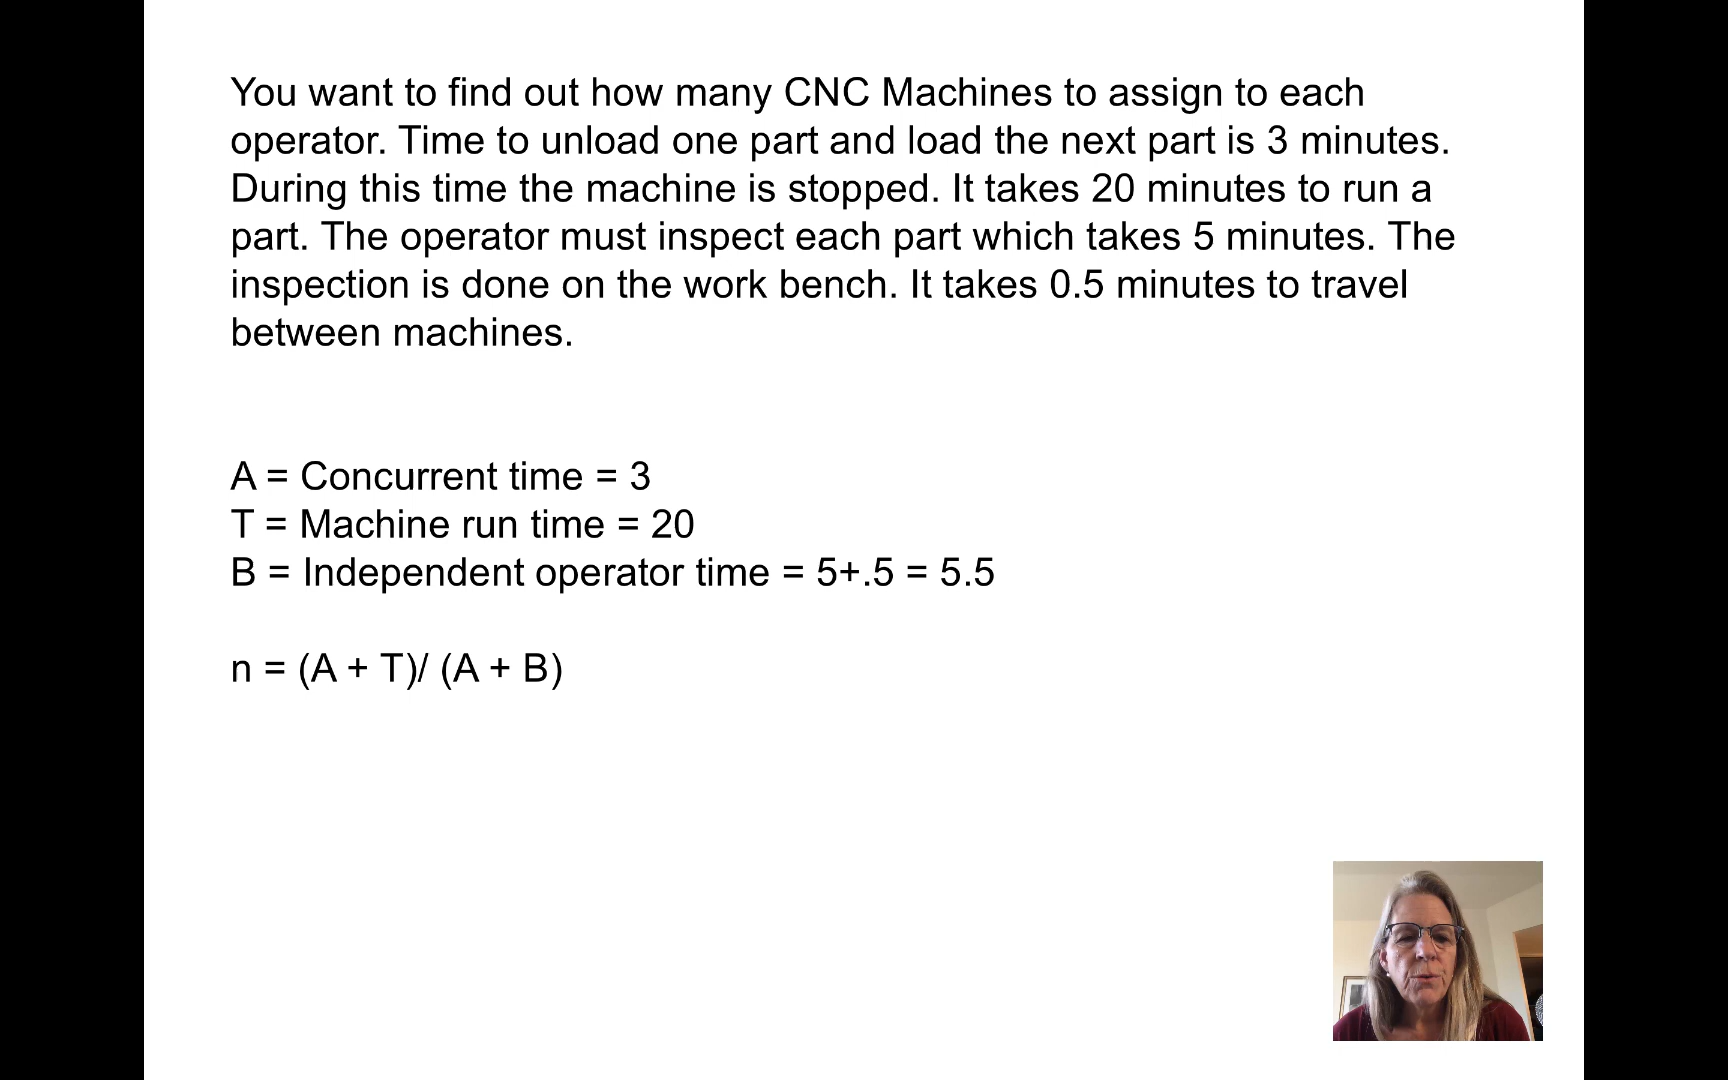 You want to find out how many CNC Machines to assign to each
operator. Time to unload one part and load the next part is 3 minutes.
During this time the machine is stopped. It takes 20 minutes to run a
part. The operator must inspect each part which takes 5 minutes. The
inspection is done on the work bench. It takes 0.5 minutes to travel
between machines.
A = Concurrent time = 3
T = Machine run time = 20
B = Independent operator time = 5+.5 = 5.5
n = (A + T)/ (A + B)